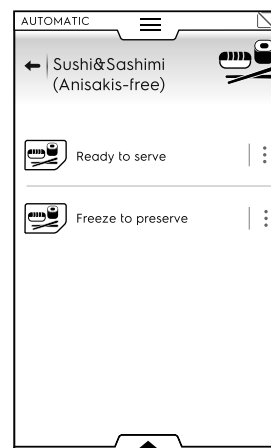 AUTOMATIC
Sushi&Sashimi
(Anisakis-free)
Ready to serve
Freeze to preserve